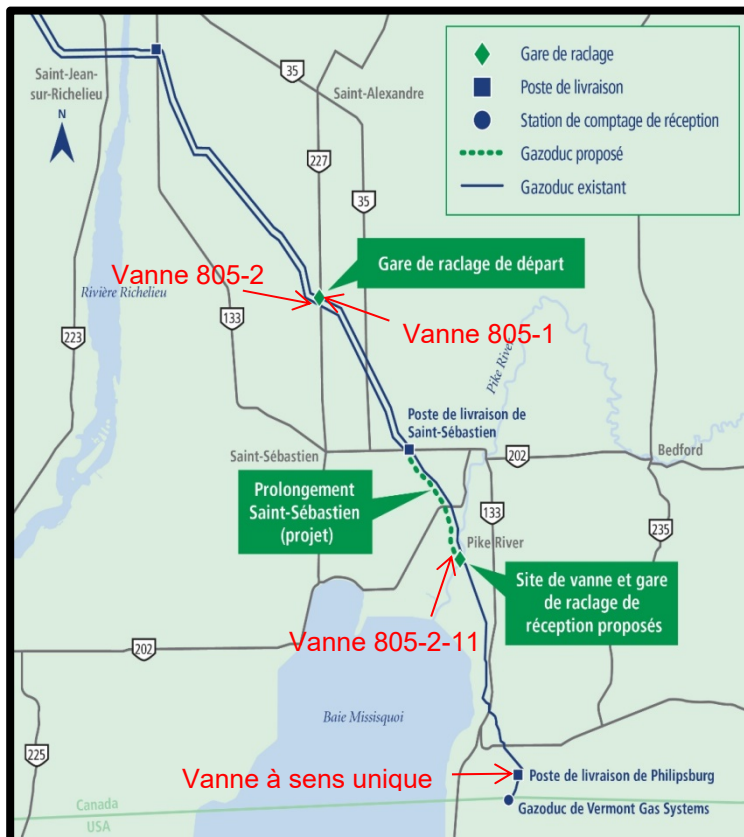 Gare de raclage
Poste de livraison
Station de comptage de réception
Gazoduc proposé
Gazoduc existant
Saint-Jean-
sur-Richelieu
N
35
Saint-Alexandre
227
35
Gare de raclage de départ
Vanne 805-2
Rivière Richelieu
133
223
Vanne 805-1
Pike River
Poste de livraison de
Saint-Sébastien
Saint-Sébastien
202
Bedford
Prolongement
Saint-Sébastien
(projet)
133
235
Pike River
Site de vanne et gare
de raclage de
réception proposés
Vanne 805-2-11
202
Baie Missisquoi
225
Vanne à sens unique
Poste de livraison de Philipsburg
Canada
USA
Gazoduc de Vermont Gas Systems